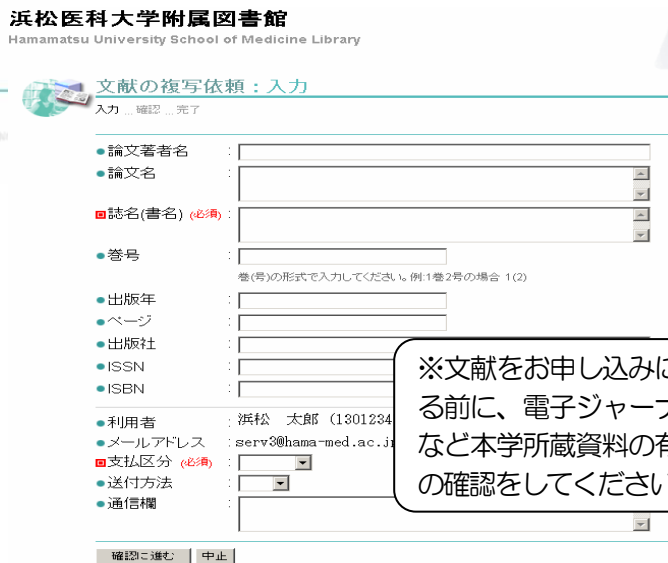 浜松医科大学附属図書館
Hamamatsu University School of Medicine Library
文献の複写依頼：入力
入力 ... 確認 ... 完了
●論文著者名 :
●論文名 :
誌名(書名) (必須) :
●巻号 :
巻(号)の形式で入力してください。例:1巻2号の場合 1(2)
●出版年 :
●ページ :
●出版社 :
●ISSN :
●ISBN :
●利用者 : 浜松 太郎 (1301234
●メールアドレス : serv3@hama-med.ac.jp
支払区分 (必須) :
●送付方法 :
●通信欄 :
※文献をお申し込みに
る前に、電子ジャー
など本学所蔵資料の有
の確認をしてください
確認に進む 中止